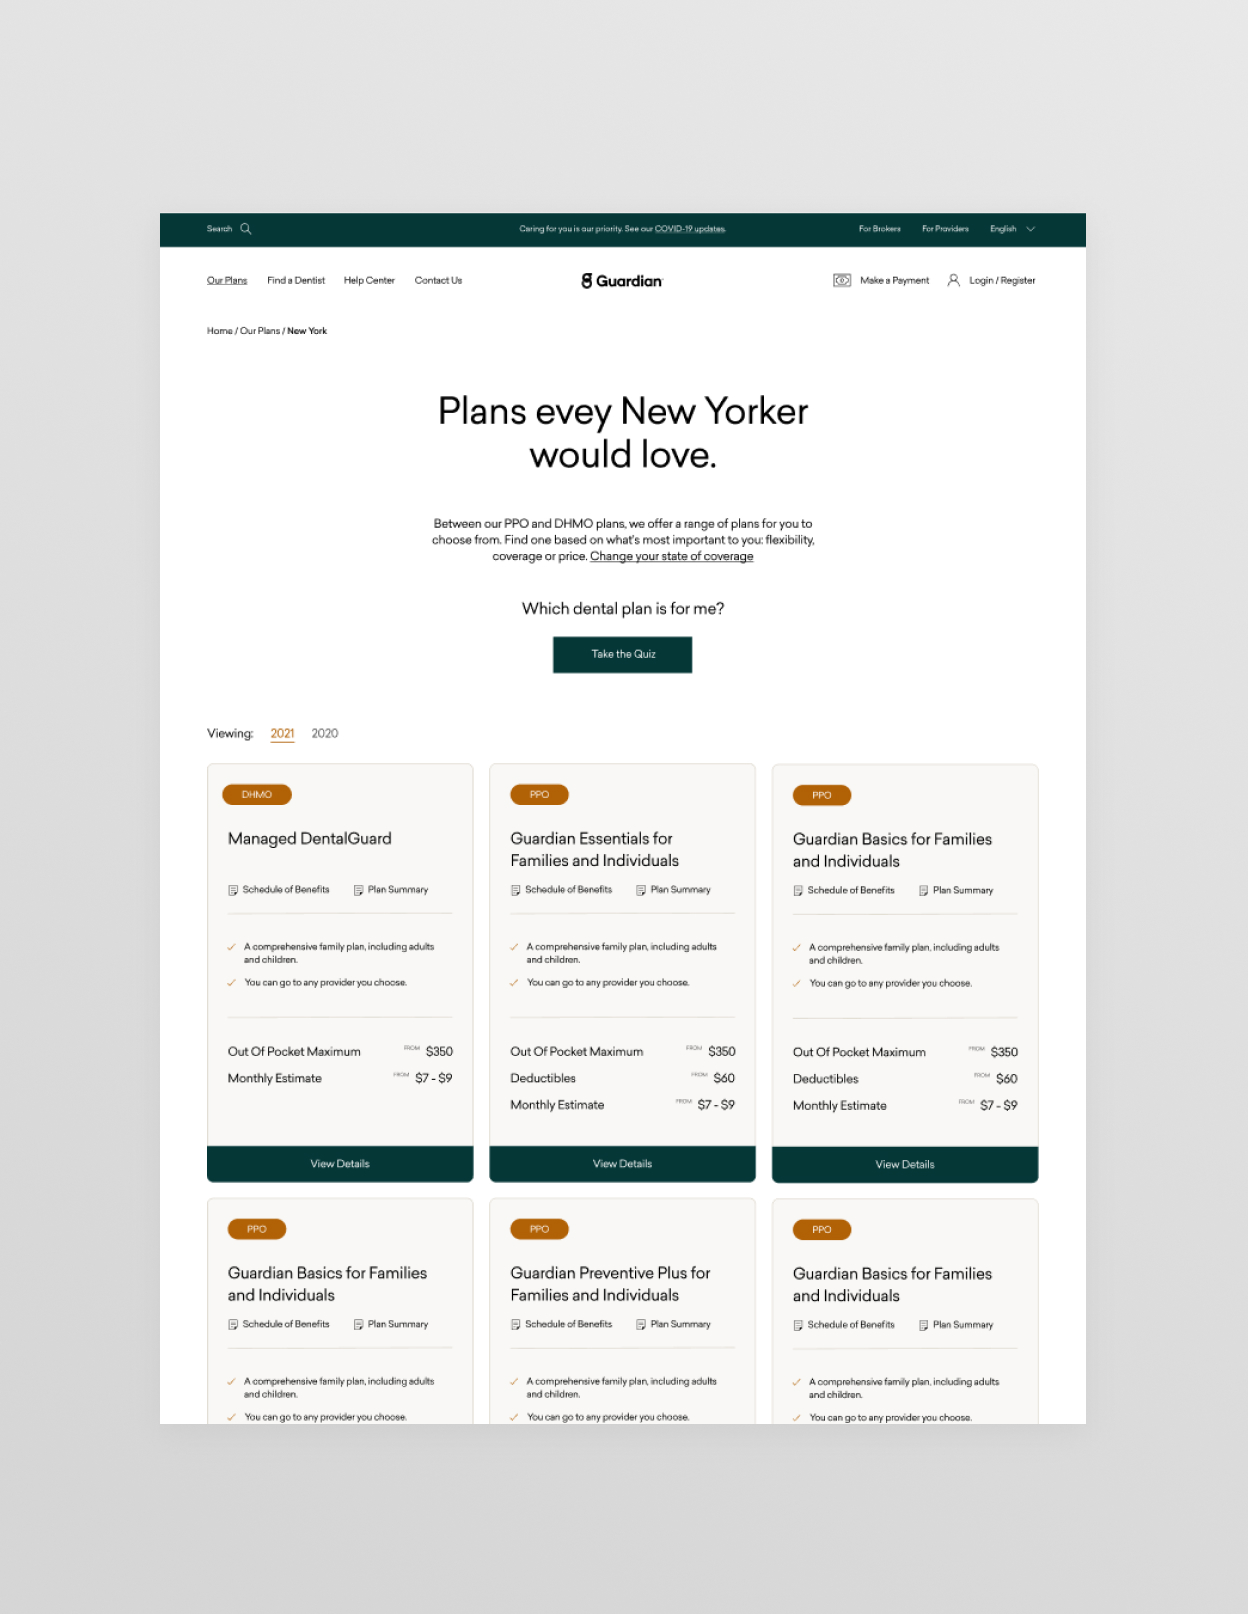 Search
Caring for you is our priority. See our COVID-19 updates.
For Brokers
For Providers
English
Our Plans
Find a Dentist
Help Center
Contact Us
Guardian
Make a Payment
Login / Register
Home / Our Plans / New York
Plans evey New Yorker
would love.
Between our PPO and DHMO plans, we offer a range of plans for you to
choose from. Find one based on what's most important to you: flexibility,
coverage or price. Change your state of coverage
Which dental plan is for me?
Take the Quiz
Viewing: 2021 2020
DHMO
Managed DentalGuard
Schedule of Benefits
Plan Summary
A comprehensive family plan, including adults
and children.
You can go to any provider you choose.
Out Of Pocket Maximum FROM $350
Monthly Estimate FROM $7 - $9
View Details
PPO
Guardian Essentials for
Families and Individuals
Schedule of Benefits
Plan Summary
A comprehensive family plan, including adults
and children.
You can go to any provider you choose.
Out Of Pocket Maximum FROM $350
Deductibles FROM $60
Monthly Estimate FROM $7 - $9
View Details
PPO
Guardian Basics for Families
and Individuals
Schedule of Benefits
Plan Summary
A comprehensive family plan, including adults
and children.
You can go to any provider you choose.
Out Of Pocket Maximum FROM $350
Deductibles FROM $60
Monthly Estimate FROM $7 - $9
View Details
PPO
Guardian Basics for Families
and Individuals
Schedule of Benefits
Plan Summary
A comprehensive family plan, including adults
and children.
You can go to any provider you choose.
PPO
Guardian Preventive Plus for
Families and Individuals
Schedule of Benefits
Plan Summary
A comprehensive family plan, including adults
and children.
You can go to any provider you choose.
PPO
Guardian Basics for Families
and Individuals
Schedule of Benefits
Plan Summary
A comprehensive family plan, including adults
and children.
You can go to any provider you choose.